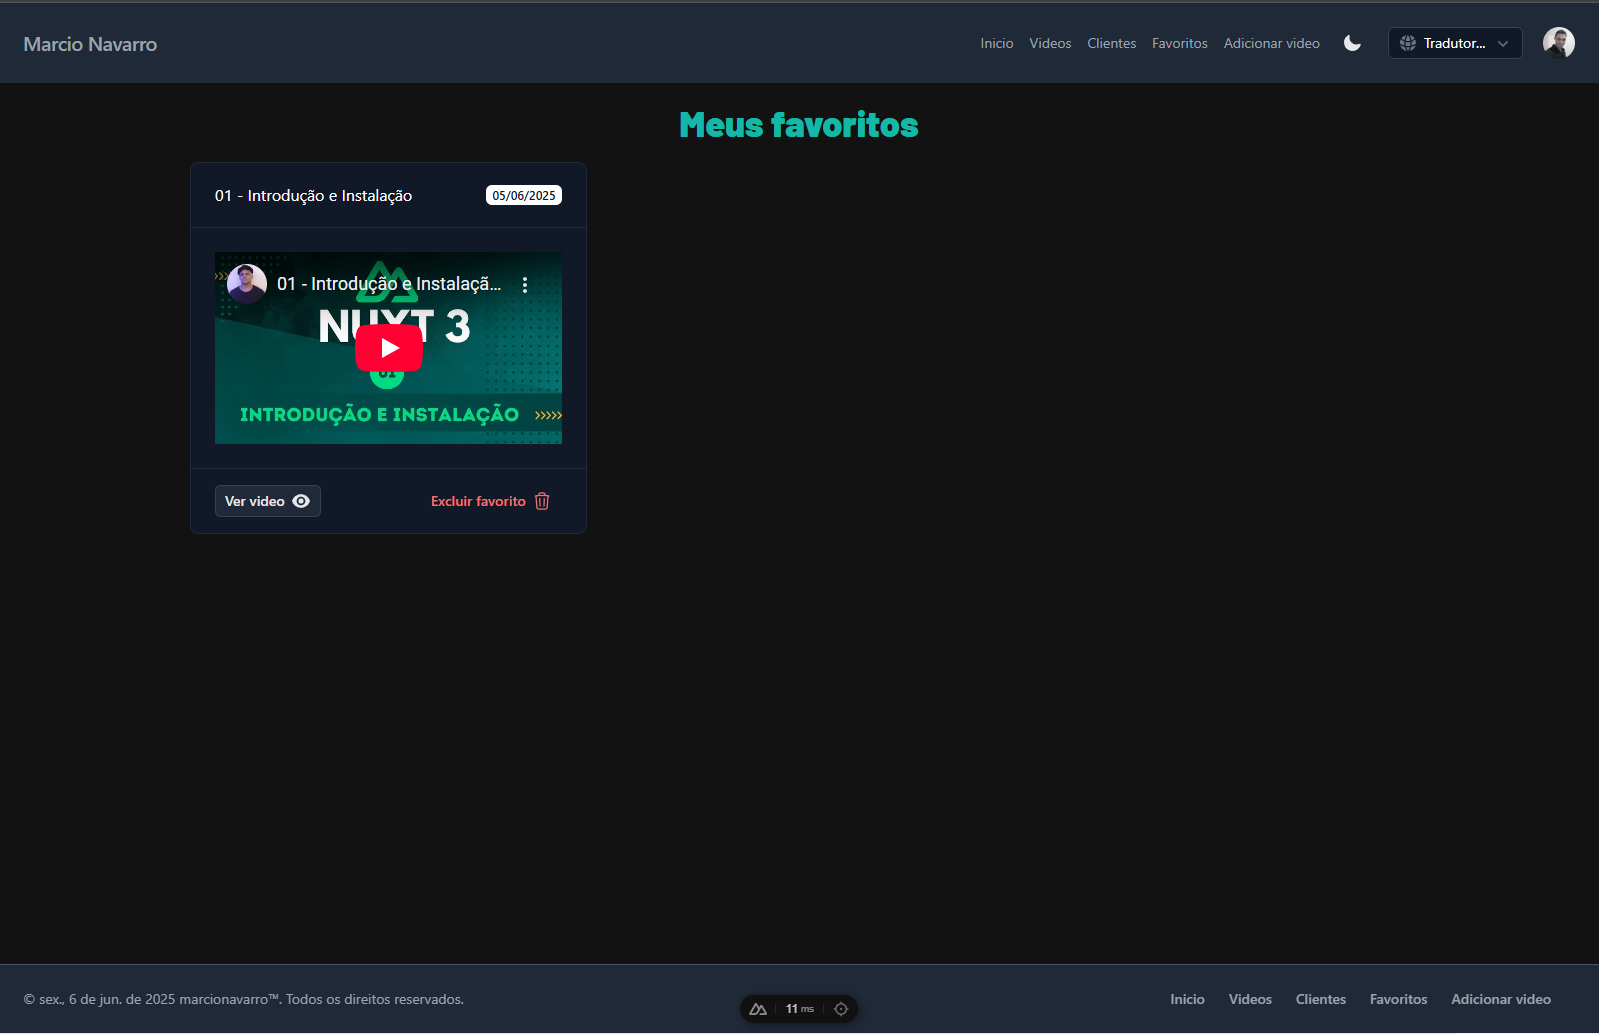 Marcio Navarro
Inicio Videos Clientes Favoritos Adicionar video Tradutor...
Meus favoritos
01 - Introdução e Instalação 05/06/2025
01 - Introdução e Instalaçã...
NUXT 3
01
INTRODUÇÃO E INSTALAÇÃO
Ver video Excluir favorito
© sex., 6 de jun. de 2025 marcionavarro™. Todos os direitos reservados.
11 ms
Inicio Videos Clientes Favoritos Adicionar video